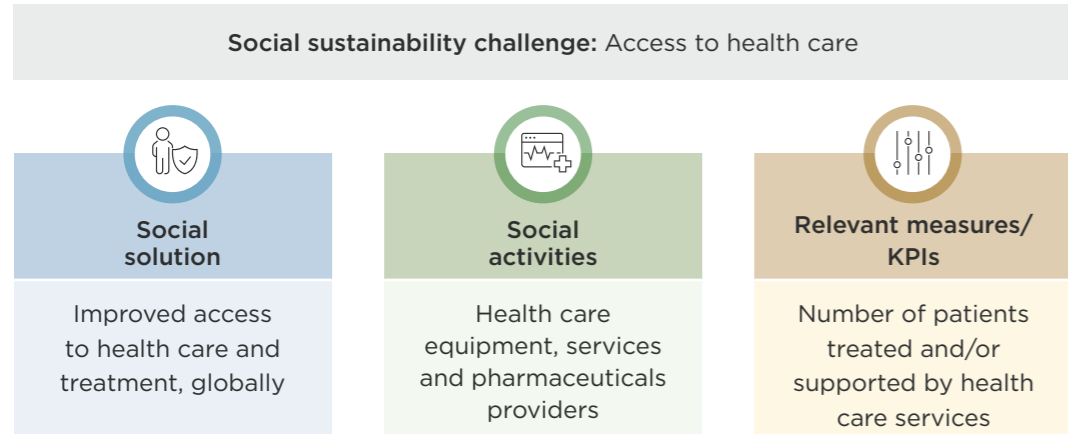 Social sustainability challenge: Access to health care
Social
solution
Improved access
to health care and
treatment, globally
Social
activities
Health care
equipment, services
and pharmaceuticals
providers
Relevant measures/
KPIs
Number of patients
treated and/or
supported by health
care services